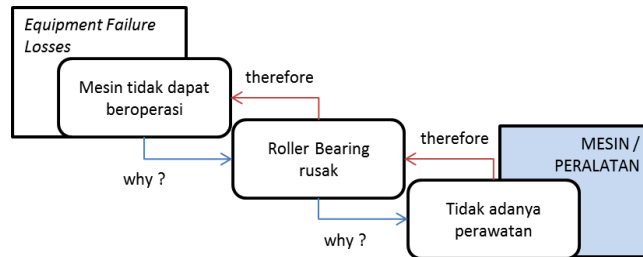 Equipment Failure
Losses
Mesin tidak dapat
beroperasi
therefore
why ?
Roller Bearing
rusak
therefore
why ?
MESIN /
PERALATAN
Tidak adanya
perawatan